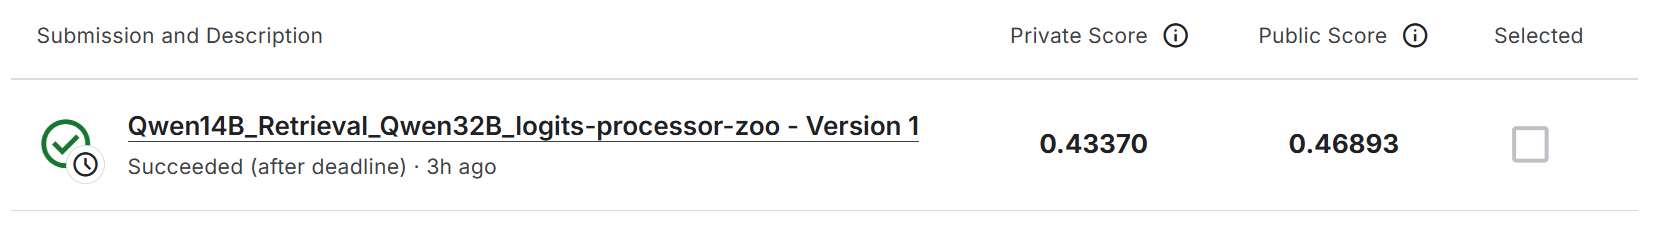 Submission and Description Private Score Public Score Selected
Qwen14B_Retrieval_Qwen32B_logits-processor-zoo - Version 1
0.43370 0.46893
Succeeded (after deadline) · 3h ago